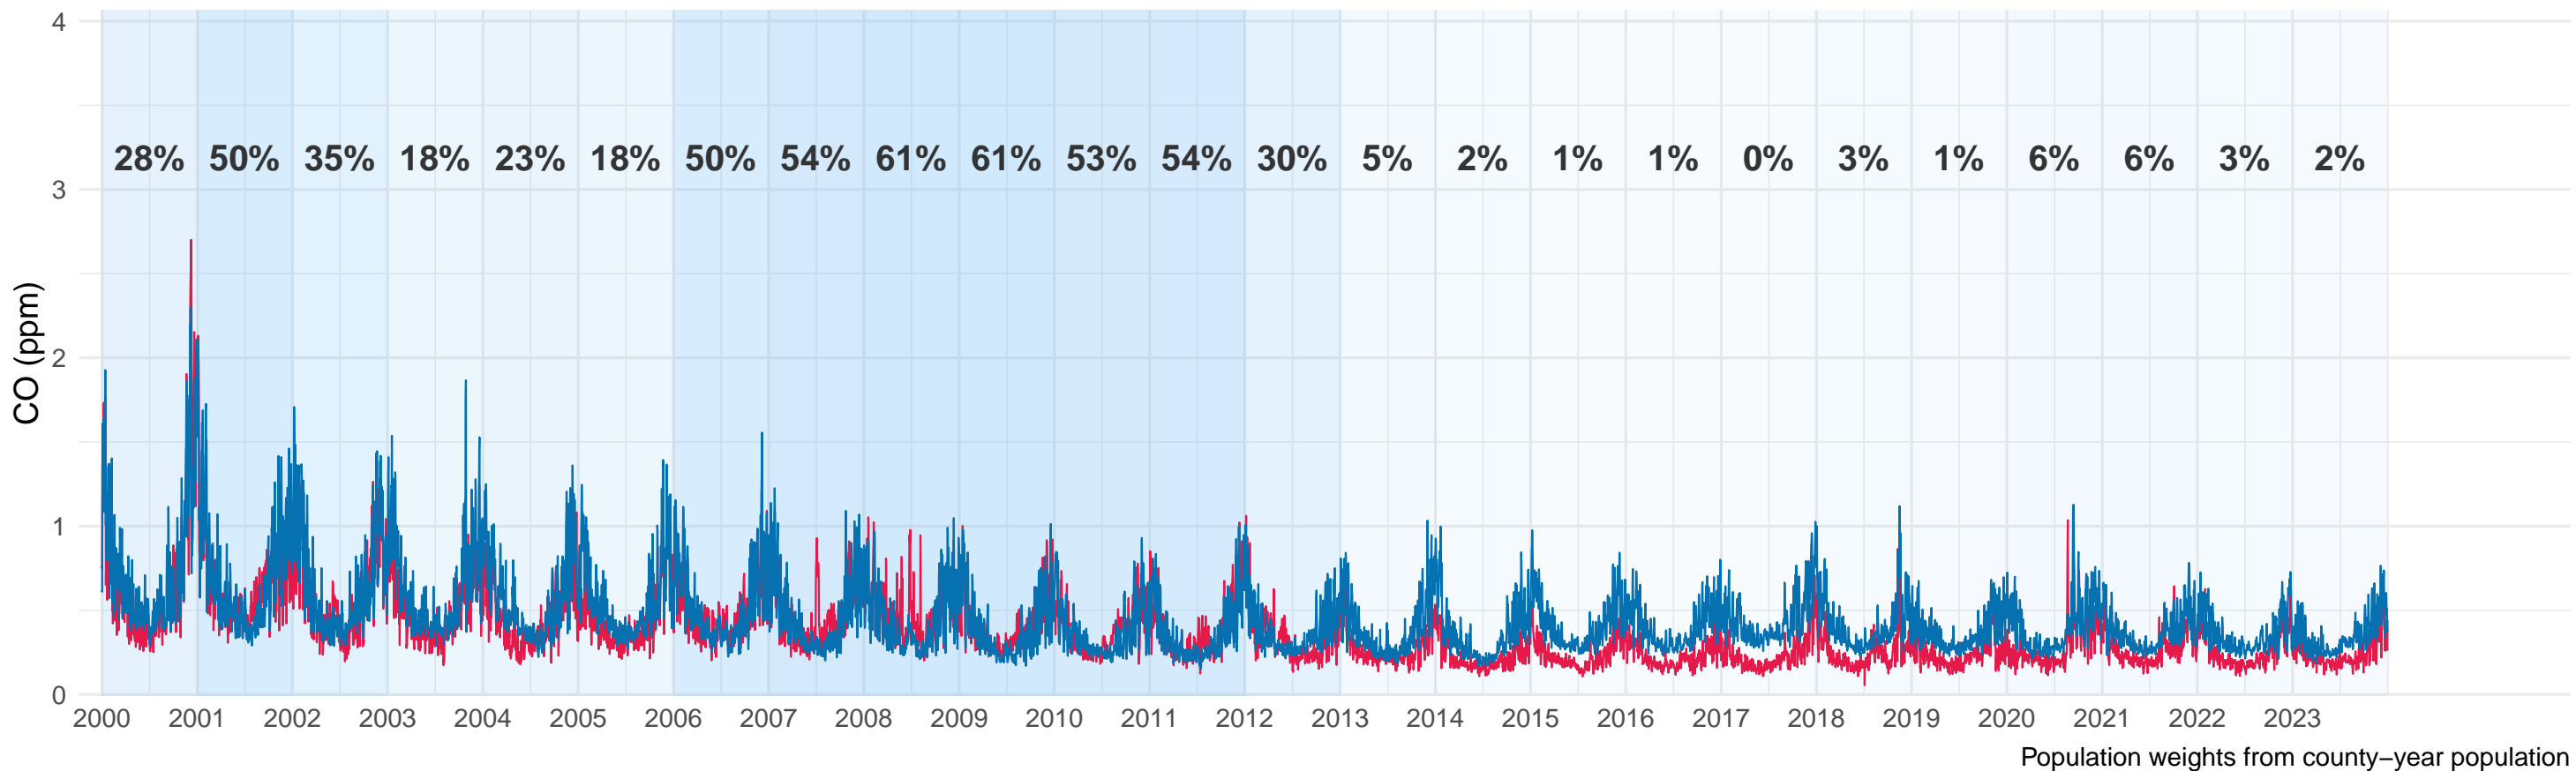 4
28% 50% 35% 18% 23% 18% 50% 54% 61% 61% 53% 54% 30% 5% 2% 1% 1% 0% 3% 1% 6% 6% 3% 2%
3
CO (ppm)
2
1
0
2000 2001 2002 2003 2004 2005 2006 2007 2008 2009 2010 2011 2012 2013 2014 2015 2016 2017 2018 2019 2020 2021 2022 2023
Population weights from county−year population